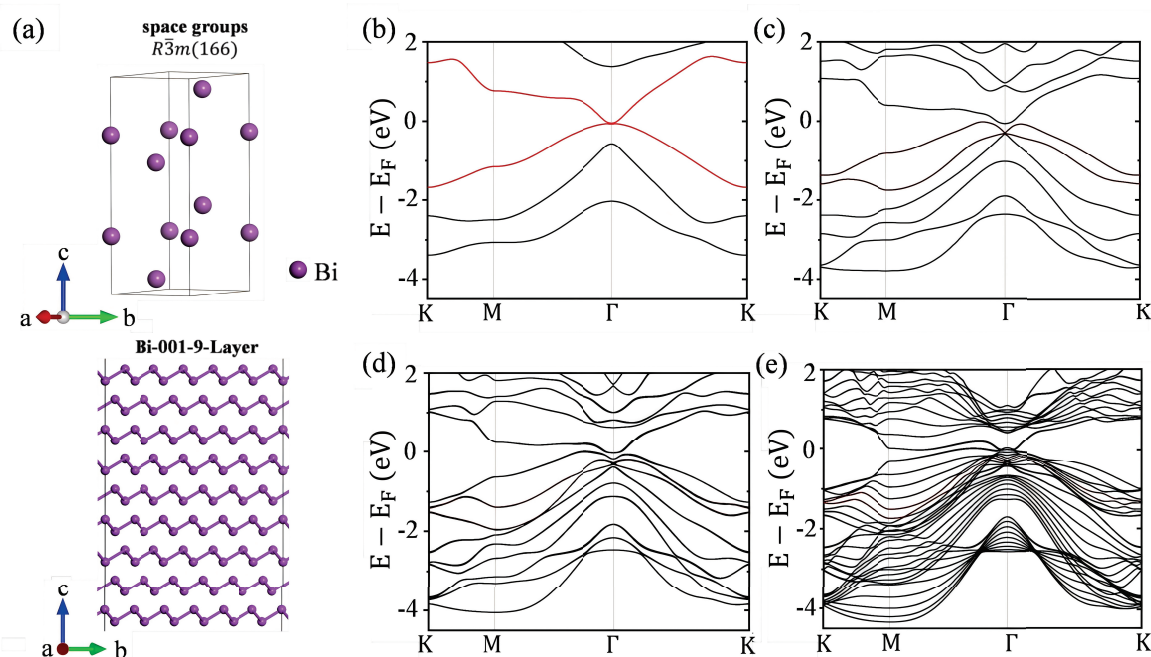 (a)
space groups
R3̄m(166)
c
a
b
Bi
Bi-001-9-Layer
c
a
b
(b)
E − E_F (eV)
2
0
-2
-4
K
M
Γ
K
(c)
E − E_F (eV)
2
0
-2
-4
K
M
Γ
K
(d)
E − E_F (eV)
2
0
-2
-4
K
M
Γ
K
(e)
E − E_F (eV)
2
0
-2
-4
K
M
Γ
K